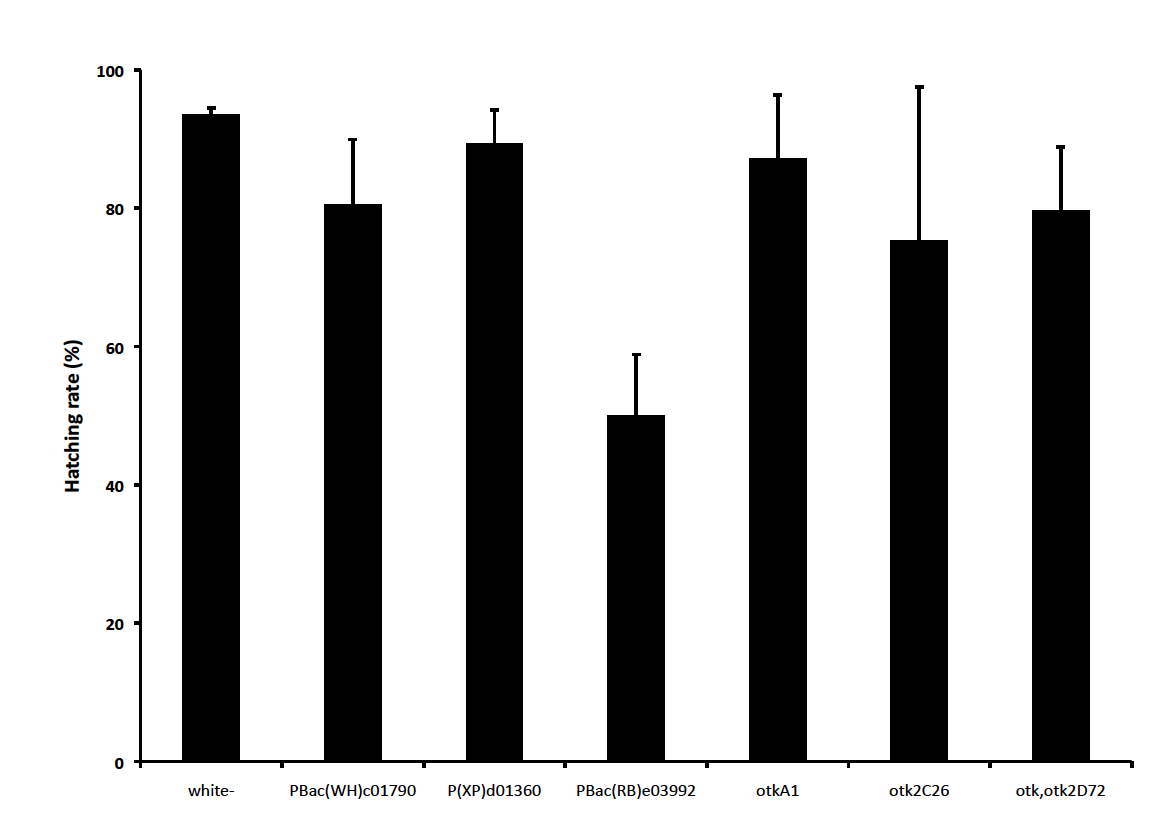 Hatching rate (%)
100
80
60
40
20
0
white-
PBac(WH)c01790
P(XP)d01360
PBac(RB)e03992
otkA1
otk2C26
otk,otk2D72